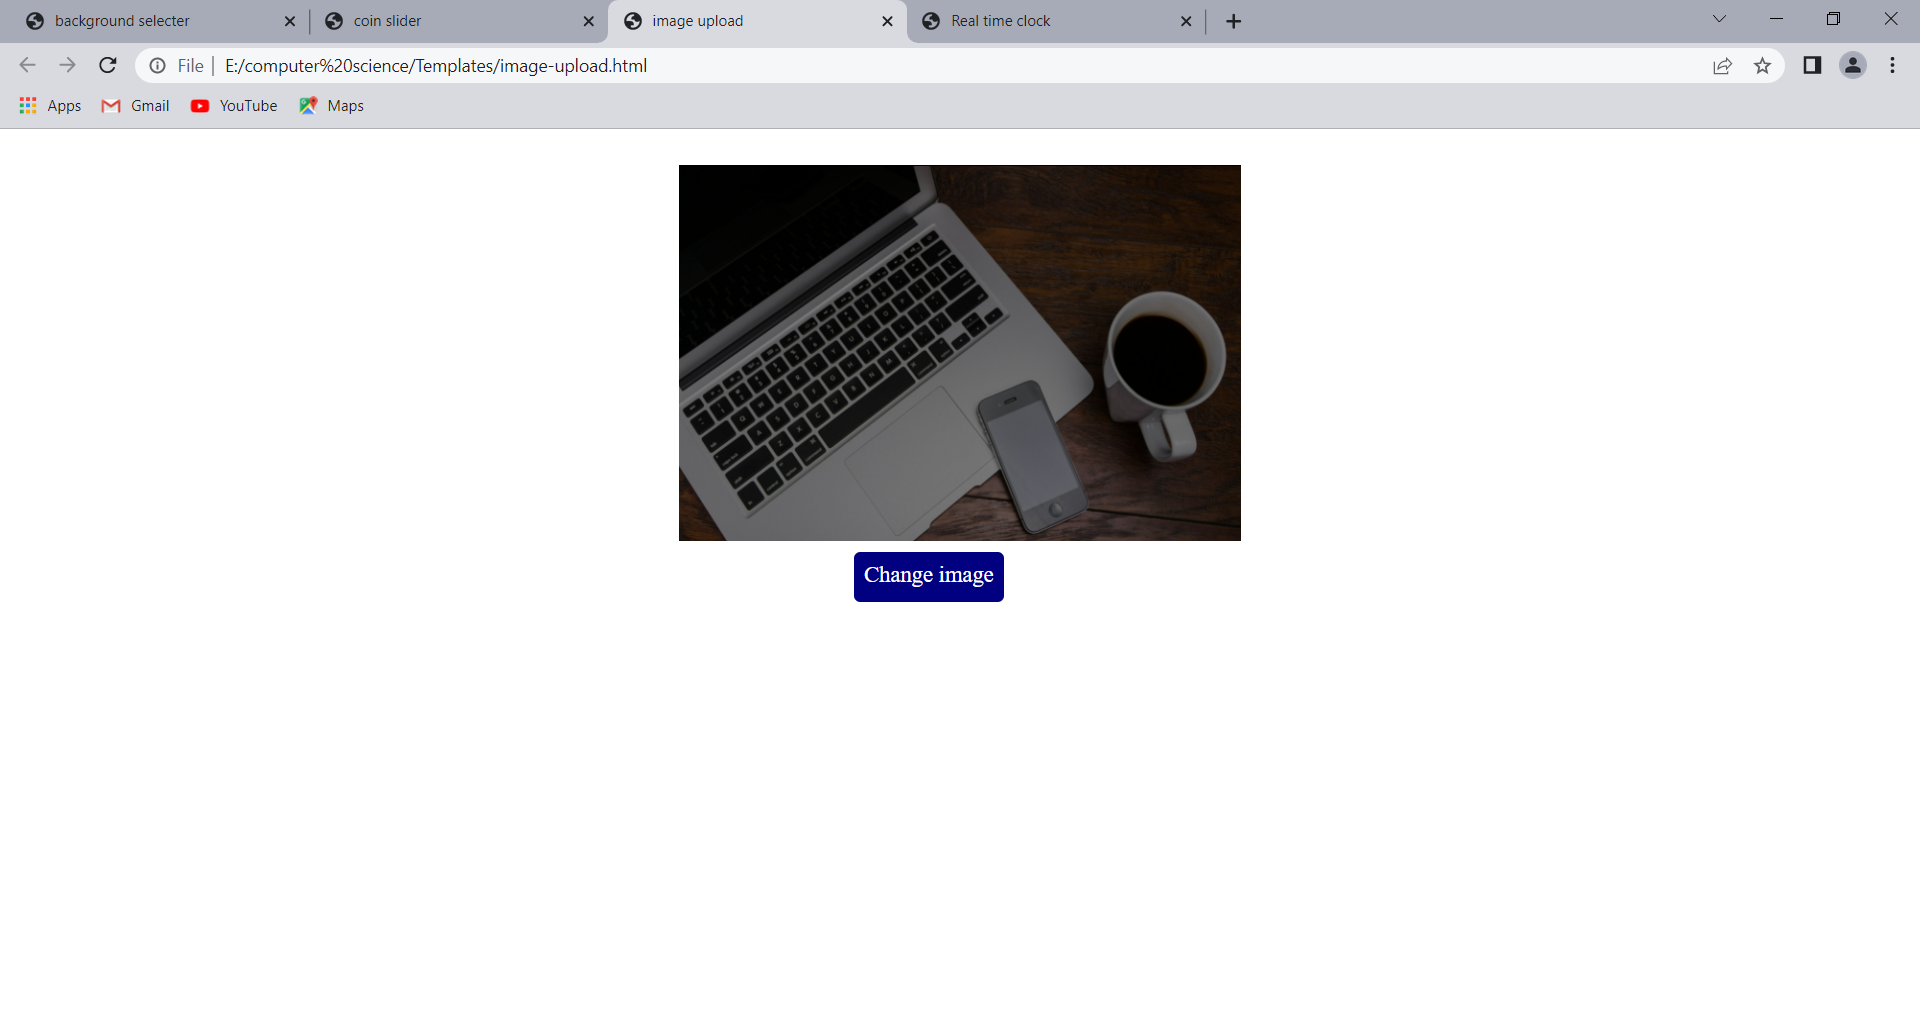 background selecter
coin slider
image upload
Real time clock
File
E:/computer%20science/Templates/image-upload.html
Apps
Gmail
YouTube
Maps
Change image